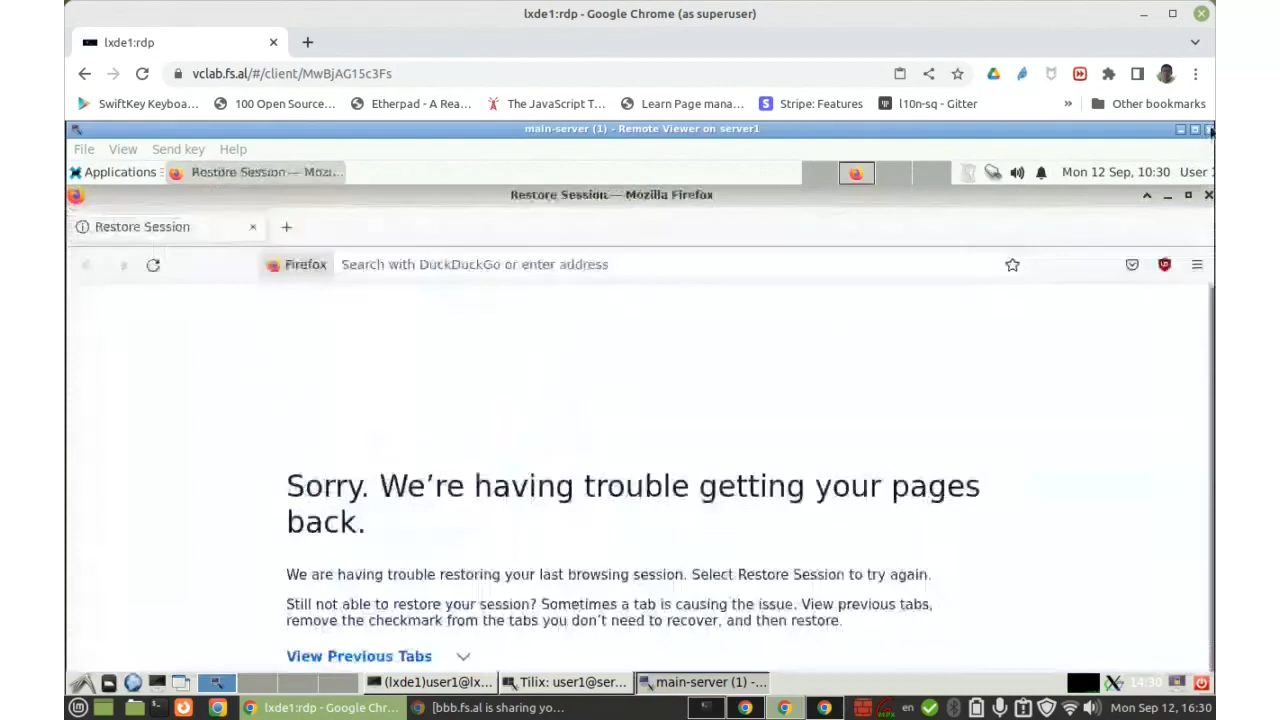 lxde1:rdp - Google Chrome (as superuser)
lxde1:rdp
vclab.fs.al/#/client/MwBjAG15c3Fs
SwiftKey Keyboa... 100 Open Source... Etherpad - A Rea... The JavaScript T... Learn Page mana... Stripe: Features l10n-sq - Gitter » Other bookmarks
main-server (1) - Remote Viewer on server1
File View Send key Help
Applications Restore Session — Mozi... Mon 12 Sep, 10:30 User
Restore Session — Mozilla Firefox
Restore Session
Firefox Search with DuckDuckGo or enter address
Sorry. We’re having trouble getting your pages
back.
We are having trouble restoring your last browsing session. Select Restore Session to try again.
Still not able to restore your session? Sometimes a tab is causing the issue. View previous tabs,
remove the checkmark from the tabs you don’t need to recover, and then restore.
View Previous Tabs
(lxde1)user1@lx... Tilix: user1@ser... main-server (1) -... 14:30
lxde1:rdp - Google Chr... [bbb.fs.al is sharing yo... en Mon Sep 12, 16:30